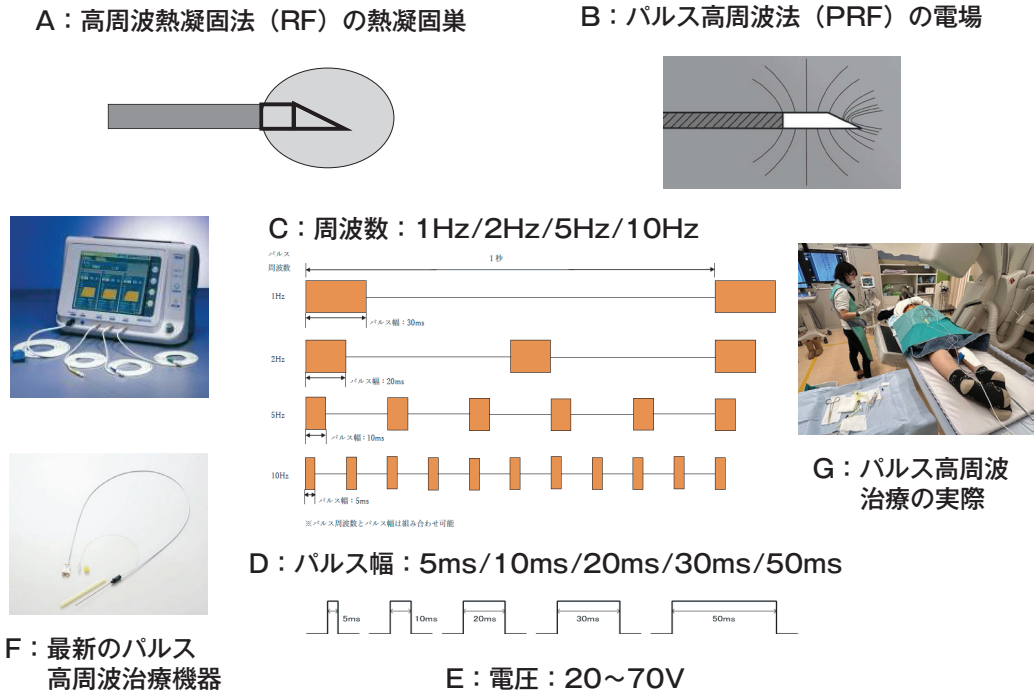 A：高周波熱凝固法（RF）の熱凝固巣
B：パルス高周波法（PRF）の電場
C：周波数：1Hz/2Hz/5Hz/10Hz
パルス
周波数
1秒
1Hz
パルス幅：30ms
2Hz
パルス幅：20ms
5Hz
パルス幅：10ms
10Hz
パルス幅：5ms
※パルス周波数とパルス幅は組み合わせ可能
G：パルス高周波
治療の実際
D：パルス幅：5ms/10ms/20ms/30ms/50ms
5ms 10ms 20ms 30ms 50ms
F：最新のパルス
高周波治療機器
E：電圧：20〜70V